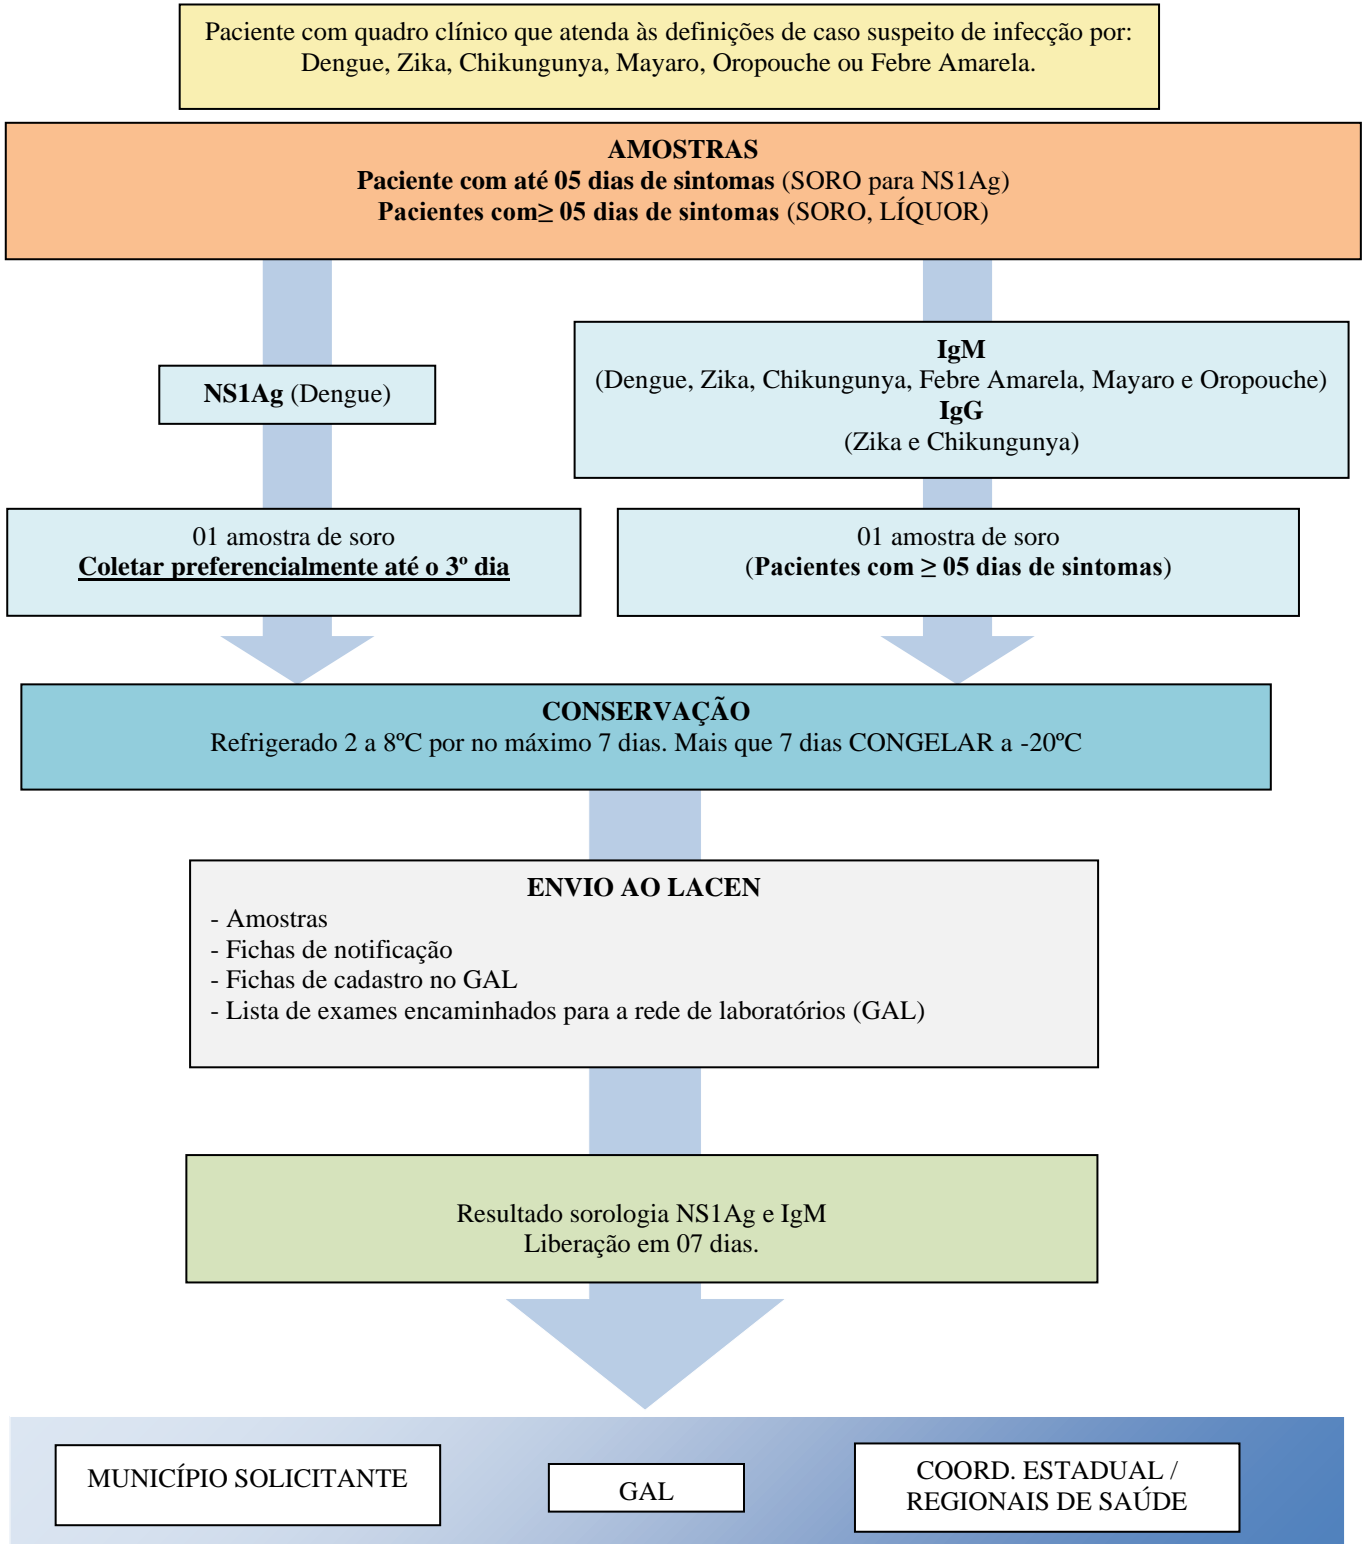 Paciente com quadro clínico que atenda às definições de caso suspeito de infecção por:
Dengue, Zika, Chikungunya, Mayaro, Oropouche ou Febre Amarela.
AMOSTRAS
Paciente com até 05 dias de sintomas (SORO para NS1Ag)
Pacientes com≥ 05 dias de sintomas (SORO, LÍQUOR)
NS1Ag (Dengue)
IgM
(Dengue, Zika, Chikungunya, Febre Amarela, Mayaro e Oropouche)
IgG
(Zika e Chikungunya)
01 amostra de soro
Coletar preferencialmente até o 3º dia
01 amostra de soro
(Pacientes com ≥ 05 dias de sintomas)
CONSERVAÇÃO
Refrigerado 2 a 8ºC por no máximo 7 dias. Mais que 7 dias CONGELAR a -20ºC
ENVIO AO LACEN
- Amostras
- Fichas de notificação
- Fichas de cadastro no GAL
- Lista de exames encaminhados para a rede de laboratórios (GAL)
Resultado sorologia NS1Ag e IgM
Liberação em 07 dias.
MUNICÍPIO SOLICITANTE
GAL
COORD. ESTADUAL /
REGIONAIS DE SAÚDE